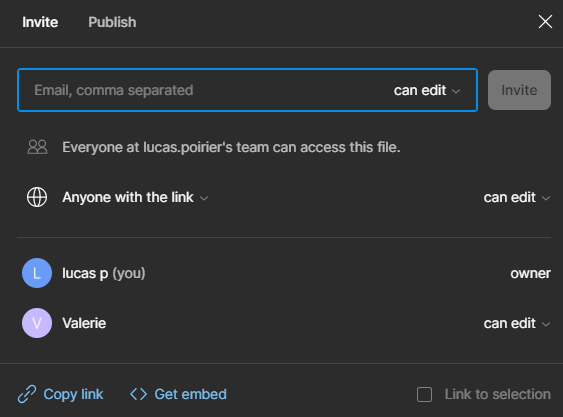 Invite Publish
Email, comma separated can edit Invite
Everyone at lucas.poirier's team can access this file.
Anyone with the link can edit
L lucas p (you) owner
V Valerie can edit
Copy link Get embed Link to selection